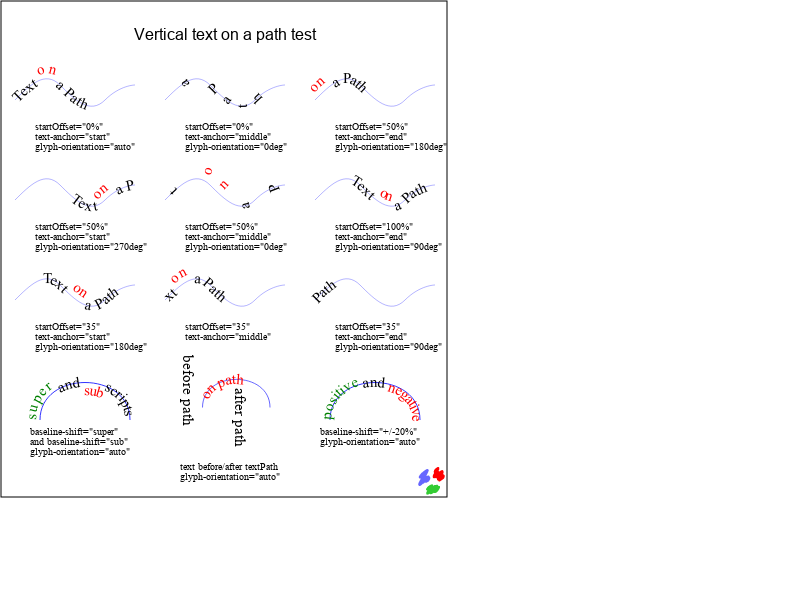 Vertical text on a path test
Text on a Path
a P a t h
on a Path
startOffset="0%"
text-anchor="start"
glyph-orientation="auto"
startOffset="0%"
text-anchor="middle"
glyph-orientation="0deg"
startOffset="50%"
text-anchor="end"
glyph-orientation="180deg"
Text on a P
t o n a P
Text on a Path
startOffset="50%"
text-anchor="start"
glyph-orientation="270deg"
startOffset="50%"
text-anchor="middle"
glyph-orientation="0deg"
startOffset="100%"
text-anchor="end"
glyph-orientation="90deg"
Text on a Path
xt on a Path
Path
startOffset="35"
text-anchor="start"
glyph-orientation="180deg"
startOffset="35"
text-anchor="middle"
startOffset="35"
text-anchor="end"
glyph-orientation="90deg"
super and sub scripts
before path on path after path
positive and negative
baseline-shift="super"
and baseline-shift="sub"
glyph-orientation="auto"
text before/after textPath
glyph-orientation="auto"
baseline-shift="+/-20%"
glyph-orientation="auto"